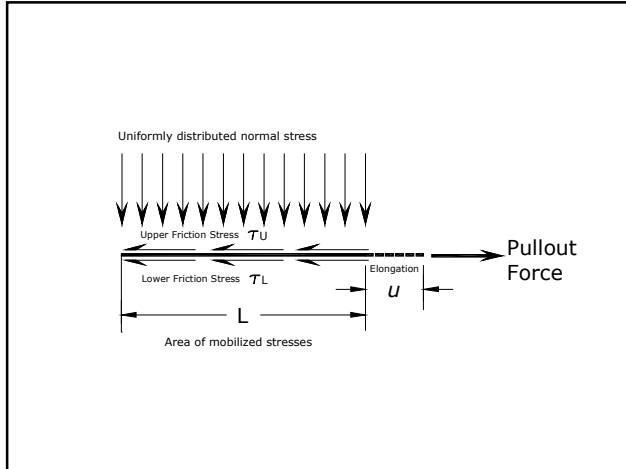 Uniformly distributed normal stress
Upper Friction Stress τU
Pullout
Force
Elongation
Lower Friction Stress τL
u
L
Area of mobilized stresses